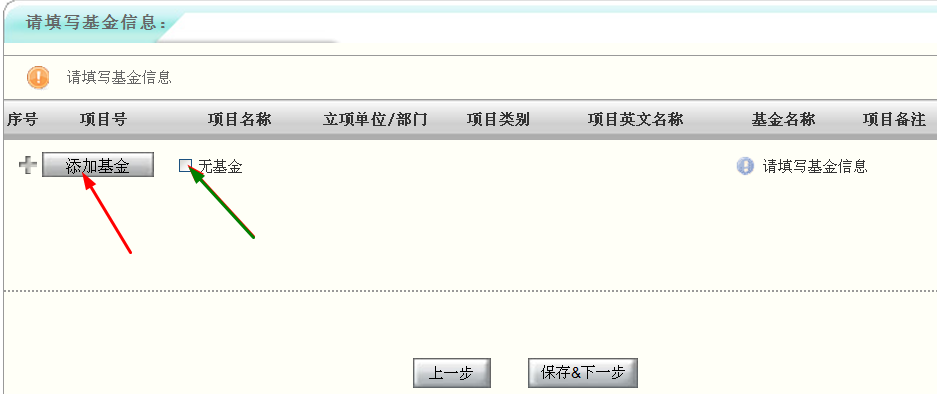 请填写基金信息：
请填写基金信息
序号 项目号 项目名称 立项单位/部门 项目类别 项目英文名称 基金名称 项目备注
添加基金 无基金 请填写基金信息
上一步 保存&下一步